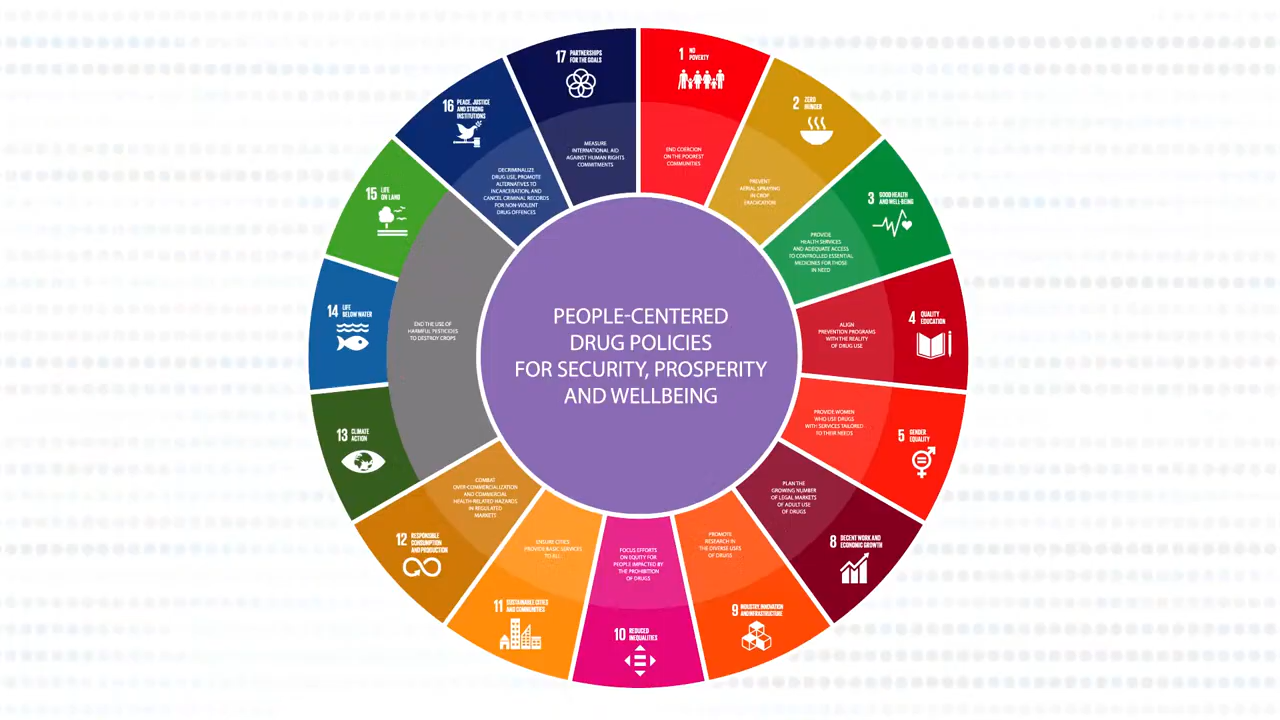 PEOPLE-CENTERED
DRUG POLICIES
FOR SECURITY, PROSPERITY
AND WELLBEING
1 NO
POVERTY
END COERCION
ON THE POOREST
COMMUNITIES
2 ZERO
HUNGER
PREVENT
AERIAL SPRAYING
IN CROP
ERADICATION
3 GOOD HEALTH
AND WELL-BEING
PROVIDE
HEALTH SERVICES
AND ADEQUATE ACCESS
TO CONTROLLED ESSENTIAL
MEDICINES FOR THOSE
IN NEED
4 QUALITY
EDUCATION
ALIGN
PREVENTION PROGRAMS
WITH THE REALITY
OF DRUG USE
5 GENDER
EQUALITY
PROVIDE WOMEN
WHO USE DRUGS
WITH SERVICES TAILORED
TO THEIR NEEDS
8 DECENT WORK AND
ECONOMIC GROWTH
PLAN THE
GROWING NUMBER
OF LEGAL MARKETS
OF ADULT USE
OF DRUGS
9 INDUSTRY, INNOVATION
AND INFRASTRUCTURE
PROMOTE
RESEARCH IN
THE DIVERSE USES
OF DRUGS
10 REDUCED
INEQUALITIES
FOCUS EFFORTS
ON EQUITY FOR
PEOPLE IMPACTED BY
THE PROHIBITION
OF DRUGS
11 SUSTAINABLE CITIES
AND COMMUNITIES
ENSURE CITIES
PROVIDE BASIC SERVICES
TO ALL
12 RESPONSIBLE
CONSUMPTION
AND PRODUCTION
COMBAT
OVER-COMMERCIALIZATION
AND COMMERCIAL
HEALTH-RELATED HAZARDS
IN REGULATED
MARKETS
13 CLIMATE
ACTION
14 LIFE
BELOW WATER
15 LIFE
ON LAND
END THE USE OF
HARMFUL PESTICIDES
TO DESTROY CROPS
16 PEACE, JUSTICE
AND STRONG
INSTITUTIONS
DECRIMINALIZE
DRUG USE, PROMOTE
ALTERNATIVES TO
INCARCERATION, AND
CANCEL CRIMINAL RECORDS
FOR NON-VIOLENT
DRUG OFFENCES
17 PARTNERSHIPS
FOR THE GOALS
MEASURE
INTERNATIONAL AID
AGAINST HUMAN RIGHTS
COMMITMENTS